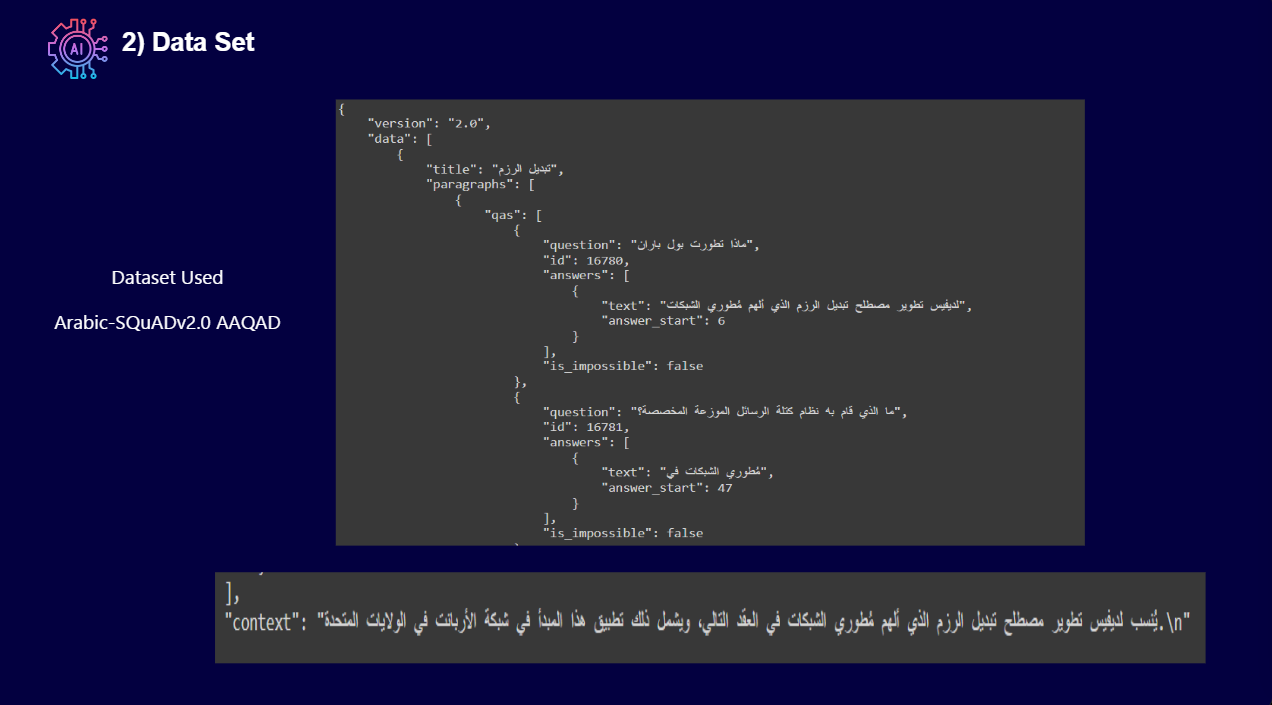 AI
2) Data Set
Dataset Used
Arabic-SQuADv2.0 AAQAD
{
"version": "2.0",
"data": [
{
"title": "تبديل الرزم",
"paragraphs": [
{
"qas": [
{
"question": "ماذا تطورت بول باران",
"id": 16780,
"answers": [
{
"text": "لديفيس تطوير مصطلح تبديل الرزم الذي ألهم مُطوري الشبكات",
"answer_start": 6
}
],
"is_impossible": false
},
{
"question": "ما الذي قام به نظام كتلة الرسائل الموزعة المخصصة؟",
"id": 16781,
"answers": [
{
"text": "مُطوري الشبكات في",
"answer_start": 47
}
],
"is_impossible": false
],
"context": "يُنسب لديفيس تطوير مصطلح تبديل الرزم الذي ألهم مُطوري الشبكات في العقد التالي، ويشمل ذلك تطبيق هذا المبدأ في شبكة الأربانت في الولايات المتحدة.\n"